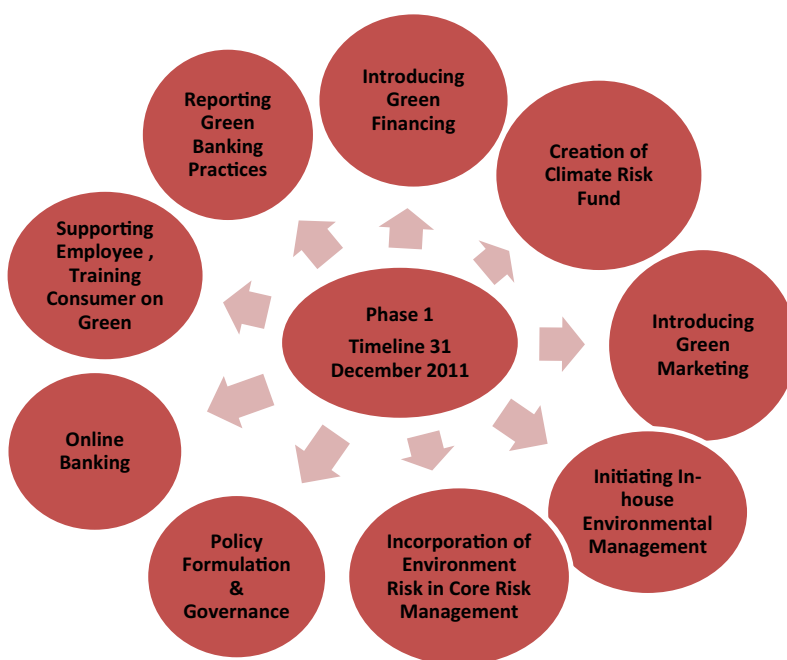 Introducing
Green
Financing
Creation of
Climate Risk
Fund
Introducing
Green
Marketing
Initiating In-
house
Environmental
Management
Incorporation of
Environment
Risk in Core Risk
Management
Policy
Formulation
&
Governance
Online
Banking
Supporting
Employee ,
Training
Consumer on
Green
Reporting
Green
Banking
Practices
Phase 1
Timeline 31
December 2011